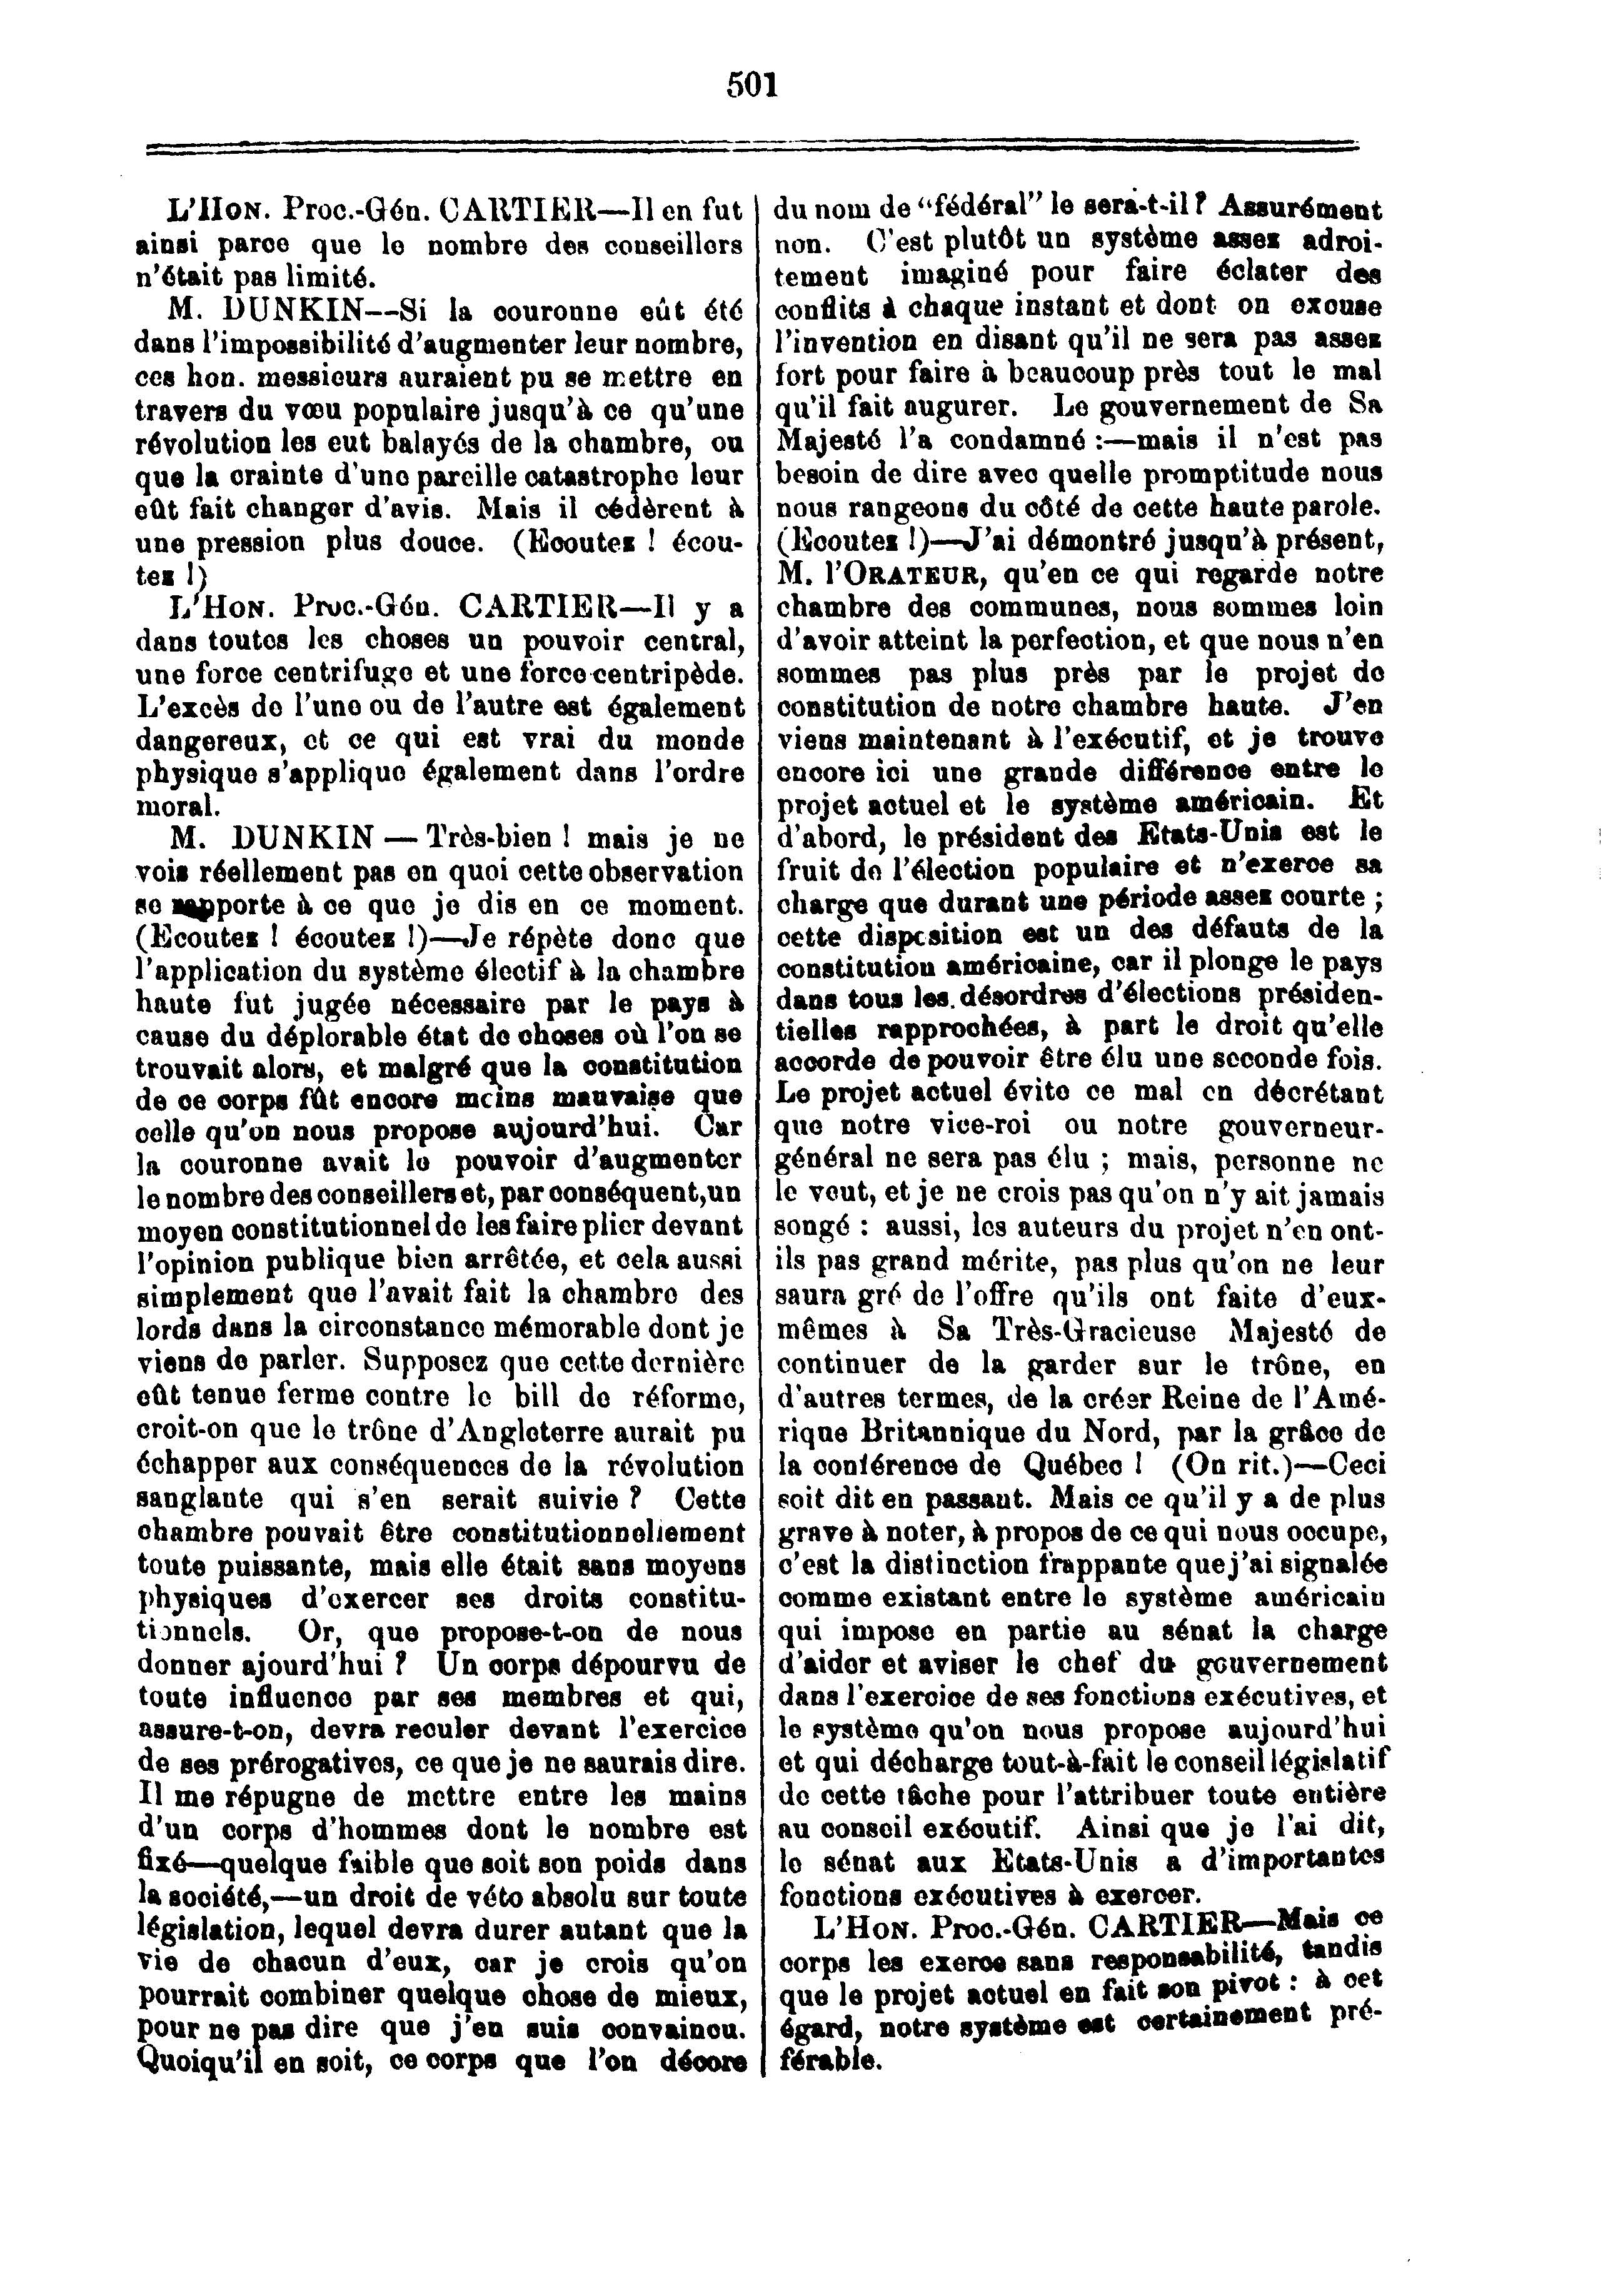 501
L'HON. Proc.-Gén. CARTIER—Il en fut
ainsi parce que le nombre des conseillers
n'était pas limité.
M. DUNKIN--Si la couronne eût été
dans l'impossibilité d'augmenter leur nombre,
ces hon. messieurs auraient pu se mettre en
travers du vœu populaire jusqu'à ce qu'une
révolution les eut balayés de la chambre, ou
que la crainte d'une pareille catastrophe leur
eût fait changer d'avis. Mais il cédèrent à
une pression plus douce. (Ecoutez ! écou-
tez !)
L'HON. Proc.-Gén. CARTIER—Il y a
dans toutes les choses un pouvoir central,
une force centrifuge et une force centripède.
L'excès de l'une ou de l'autre est également
dangereux, et ce qui est vrai du monde
physique s'applique également dans l'ordre
moral.
M. DUNKIN — Très-bien ! mais je ne
vois réellement pas en quoi cette observation
se rapporte à ce que je dis en ce moment.
(Ecoutez ! écoutez !)—Je répète donc que
l'application du système électif à la chambre
haute fut jugée nécessaire par le pays à
cause du déplorable état de choses où l'on se
trouvait alors, et malgré que la constitution
de ce corps fût encore moins mauvaise que
celle qu'on nous propose aujourd'hui. Car
la couronne avait le pouvoir d'augmenter
le nombre des conseillers et, par conséquent, un
moyen constitutionnel de les faire plier devant
l'opinion publique bien arrêtée, et cela aussi
simplement que l'avait fait la chambre des
lords dans la circonstance mémorable dont je
viens de parler. Supposez que cette dernière
eût tenue ferme contre le bill de réforme,
croit-on que le trône d'Angleterre aurait pu
échapper aux conséquences de la révolution
sanglante qui s'en serait suivie ? Cette
chambre pouvait être constitutionnellement
toute puissante, mais elle était sans moyens
physiques d'exercer ses droits constitu-
tionnels. Or, que propose-t-on de nous
donner ajourd'hui ? Un corps dépourvu de
toute influence par ses membres et qui,
assure-t-on, devra reculer devant l'exercice
de ses prérogatives, ce que je ne saurais dire.
Il me répugne de mettre entre les mains
d'un corps d'hommes dont le nombre est
fixé—quelque faible que soit son poids dans
la société,—un droit de véto absolu sur toute
législation, lequel devra durer autant que la
vie de chacun d'eux, car je crois qu'on
pourrait combiner quelque chose de mieux,
pour ne pas dire que j'en suis convaincu.
Quoiqu'il en soit, ce corps que l'on décore
du nom de "fédéral" le sera-t-il ? Assurément
non. C'est plutôt un système assez adroi-
tement imaginé pour faire éclater des
conflits à chaque instant et dont on excuse
l'invention en disant qu'il ne sera pas assez
fort pour faire à beaucoup près tout le mal
qu'il fait augurer. Le gouvernement de Sa
Majesté l'a condamné :—mais il n'est pas
besoin de dire avec quelle promptitude nous
nous rangeons du côté de cette haute parole.
(Ecoutez !)—J'ai démontré jusqu'à présent,
M. l'ORATEUR, qu'en ce qui regarde notre
chambre des communes, nous sommes loin
d'avoir atteint la perfection, et que nous n'en
sommes pas plus près par le projet de
constitution de notre chambre haute. J'en
viens maintenant à l'exécutif, et je trouve
encore ici une grande différence entre le
projet actuel et le système américain. Et
d'abord, le président des Etats-Unis est le
fruit de l'élection populaire et n'exerce sa
charge que durant une période assez courte ;
cette disposition est un des défauts de la
constitution américaine, car il plonge le pays
dans tous les désordres d'élections présiden-
tielles rapprochées, à part le droit qu'elle
accorde de pouvoir être élu une seconde fois.
Le projet actuel évite ce mal en décrétant
que notre vice-roi ou notre gouverneur-
général ne sera pas élu ; mais, personne ne
le veut, et je ne crois pas qu'on n'y ait jamais
songé : aussi, les auteurs du projet n'en ont-
ils pas grand mérite, pas plus qu'on ne leur
saura gré de l'offre qu'ils ont faite d'eux-
mêmes à Sa Très-Gracieuse Majesté de
continuer de la garder sur le trône, en
d'autres termes, de la créer Reine de l'Amé-
rique Britannique du Nord, par la grâce de
la conférence de Québec ! (On rit.)—Ceci
soit dit en passant. Mais ce qu'il y a de plus
grave à noter, à propos de ce qui nous occupe,
c'est la distinction frappante que j'ai signalée
comme existant entre le système américain
qui impose en partie au sénat la charge
d'aider et aviser le chef du gouvernement
dans l'exercice de ses fonctions exécutives, et
le système qu'on nous propose aujourd'hui
et qui décharge tout-à-fait le conseil législatif
de cette tâche pour l'attribuer toute entière
au conseil exécutif. Ainsi que je l'ai dit,
le sénat aux Etats-Unis a d'importantes
fonctions exécutives à exercer.
L'HON. Proc.-Gén. CARTIER—Mais ce
corps les exerce sans responsabilité, tandis
que le projet actuel en fait son pivot : à cet
égard, notre système est certainement pré-
férable.